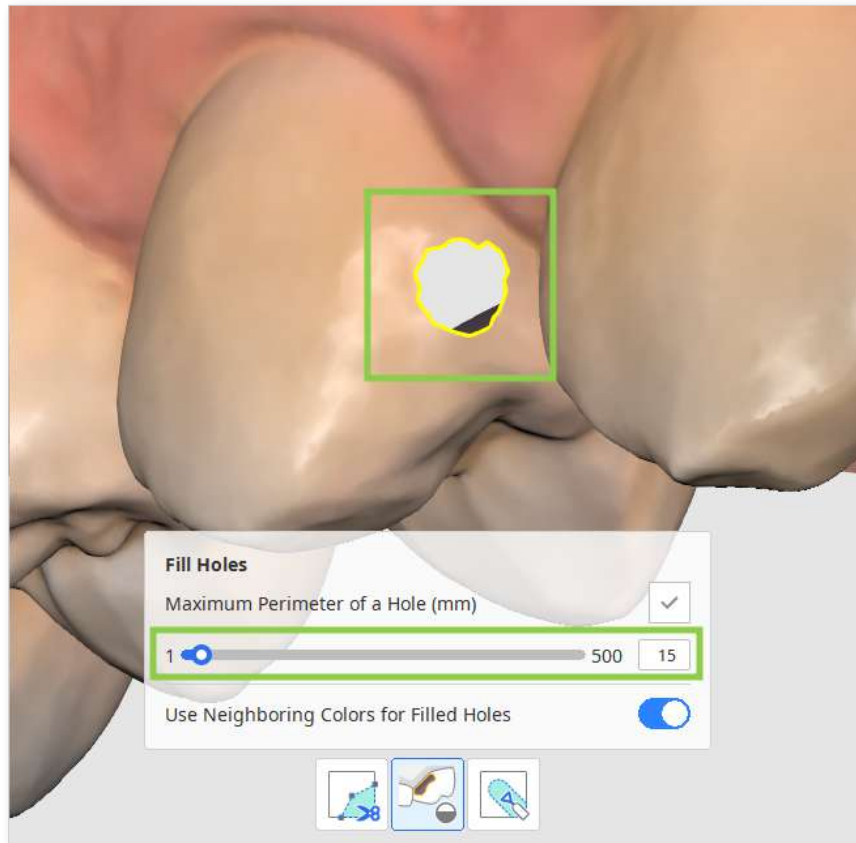 Fill Holes
Maximum Perimeter of a Hole (mm)
1 500 15
Use Neighboring Colors for Filled Holes